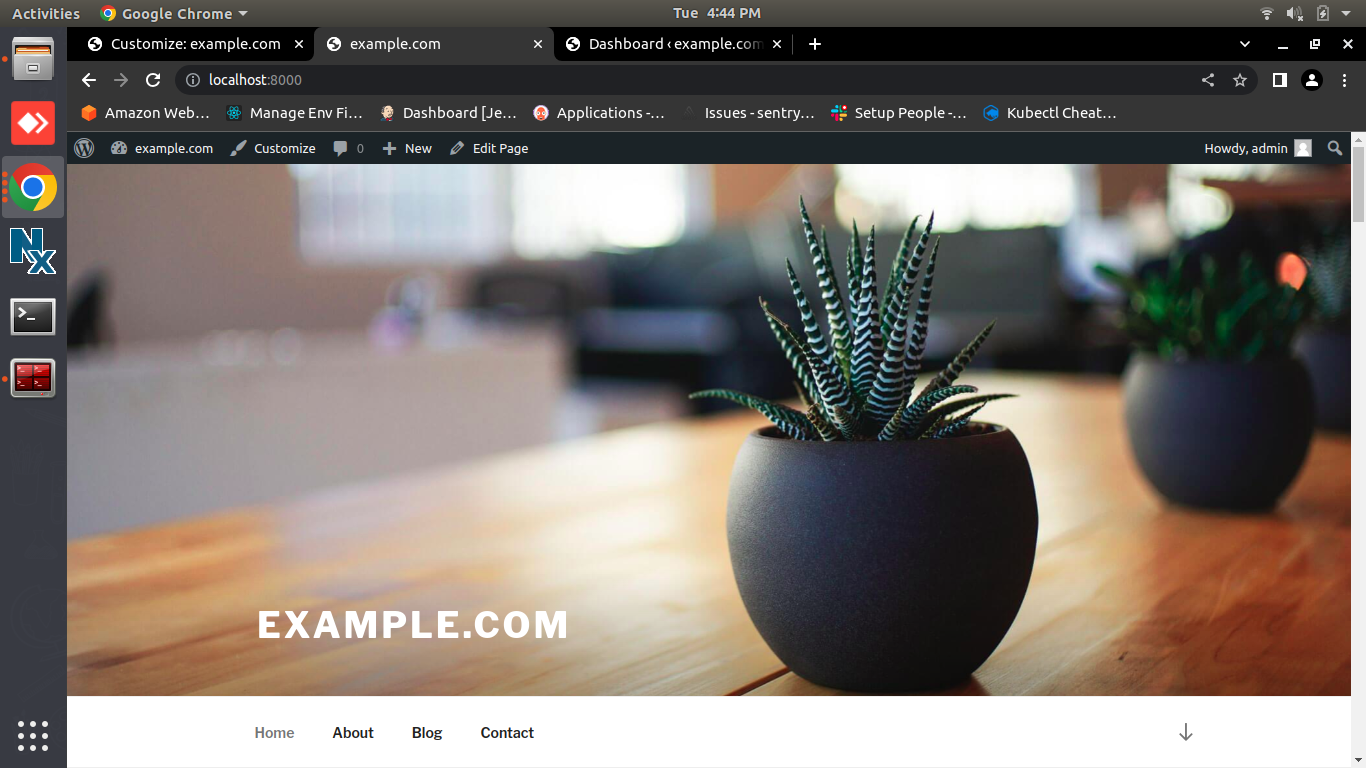 Activities Google Chrome Tue 4:44 PM
Customize: example.com example.com Dashboard ‹ example.com
localhost:8000
Amazon Web… Manage Env Fi… Dashboard [Je… Applications -… Issues - sentry… Setup People -… Kubectl Cheat…
example.com Customize 0 New Edit Page Howdy, admin
EXAMPLE.COM
Home About Blog Contact